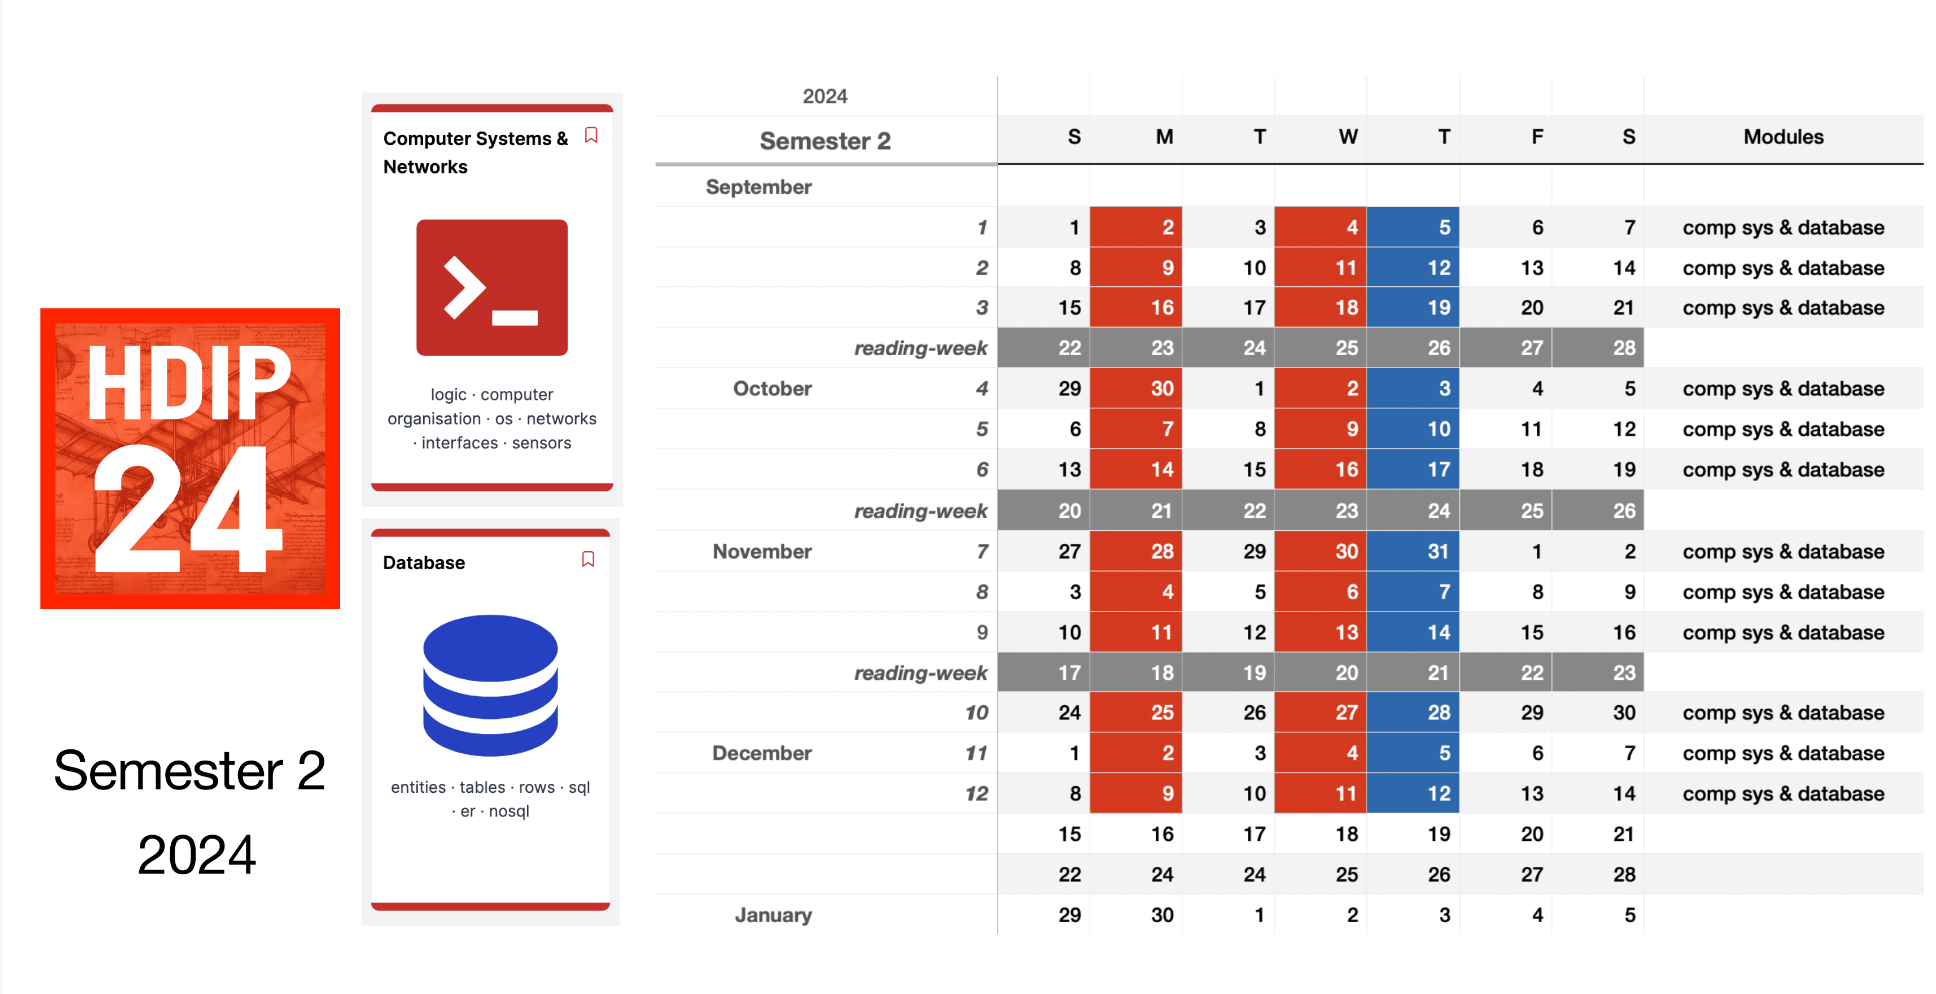 HDIP
24
Semester 2
2024
Computer Systems &
Networks
logic · computer
organisation · os · networks
· interfaces · sensors
Database
entities · tables · rows · sql
· er · nosql
2024
Semester 2 S M T W T F S Modules
September
1 1 2 3 4 5 6 7 comp sys & database
2 8 9 10 11 12 13 14 comp sys & database
3 15 16 17 18 19 20 21 comp sys & database
reading-week 22 23 24 25 26 27 28
October 4 29 30 1 2 3 4 5 comp sys & database
5 6 7 8 9 10 11 12 comp sys & database
6 13 14 15 16 17 18 19 comp sys & database
reading-week 20 21 22 23 24 25 26
November 7 27 28 29 30 31 1 2 comp sys & database
8 3 4 5 6 7 8 9 comp sys & database
9 10 11 12 13 14 15 16 comp sys & database
reading-week 17 18 19 20 21 22 23
10 24 25 26 27 28 29 30 comp sys & database
December 11 1 2 3 4 5 6 7 comp sys & database
12 8 9 10 11 12 13 14 comp sys & database
15 16 17 18 19 20 21
22 24 24 25 26 27 28
January 29 30 1 2 3 4 5